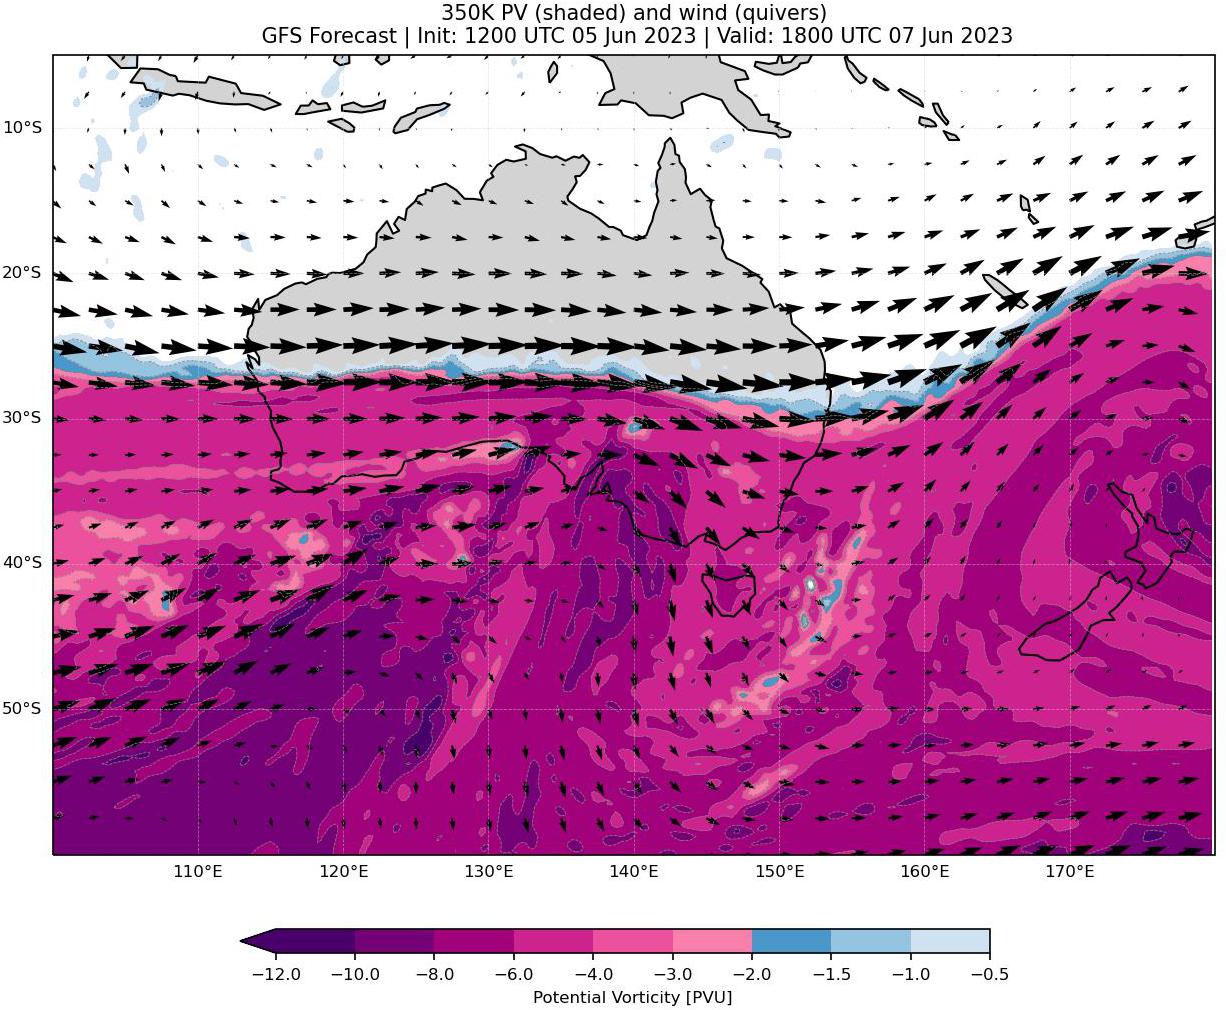 350K PV (shaded) and wind (quivers)
GFS Forecast | Init: 1200 UTC 05 Jun 2023 | Valid: 1800 UTC 07 Jun 2023
10°S
20°S
30°S
40°S
50°S
110°E 120°E 130°E 140°E 150°E 160°E 170°E
−12.0 −10.0 −8.0 −6.0 −4.0 −3.0 −2.0 −1.5 −1.0 −0.5
Potential Vorticity [PVU]